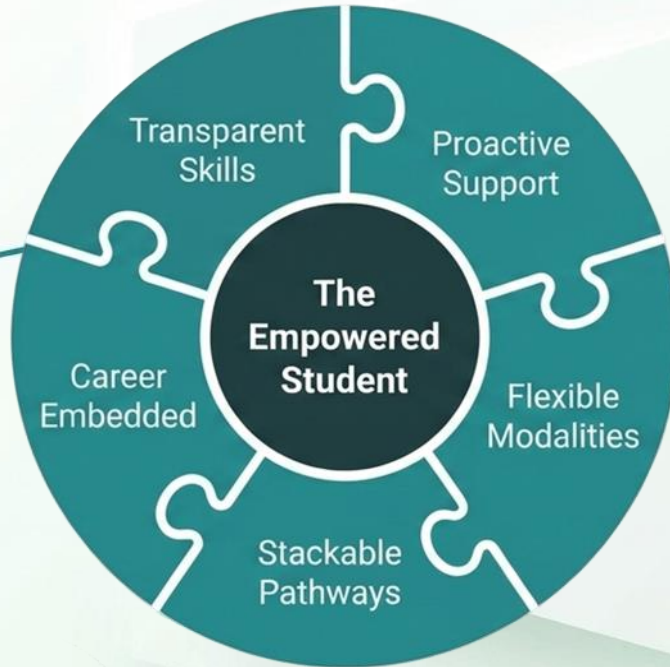 Transparent
Skills
Proactive
Support
The
Empowered
Student
Career
Embedded
Flexible
Modalities
Stackable
Pathways